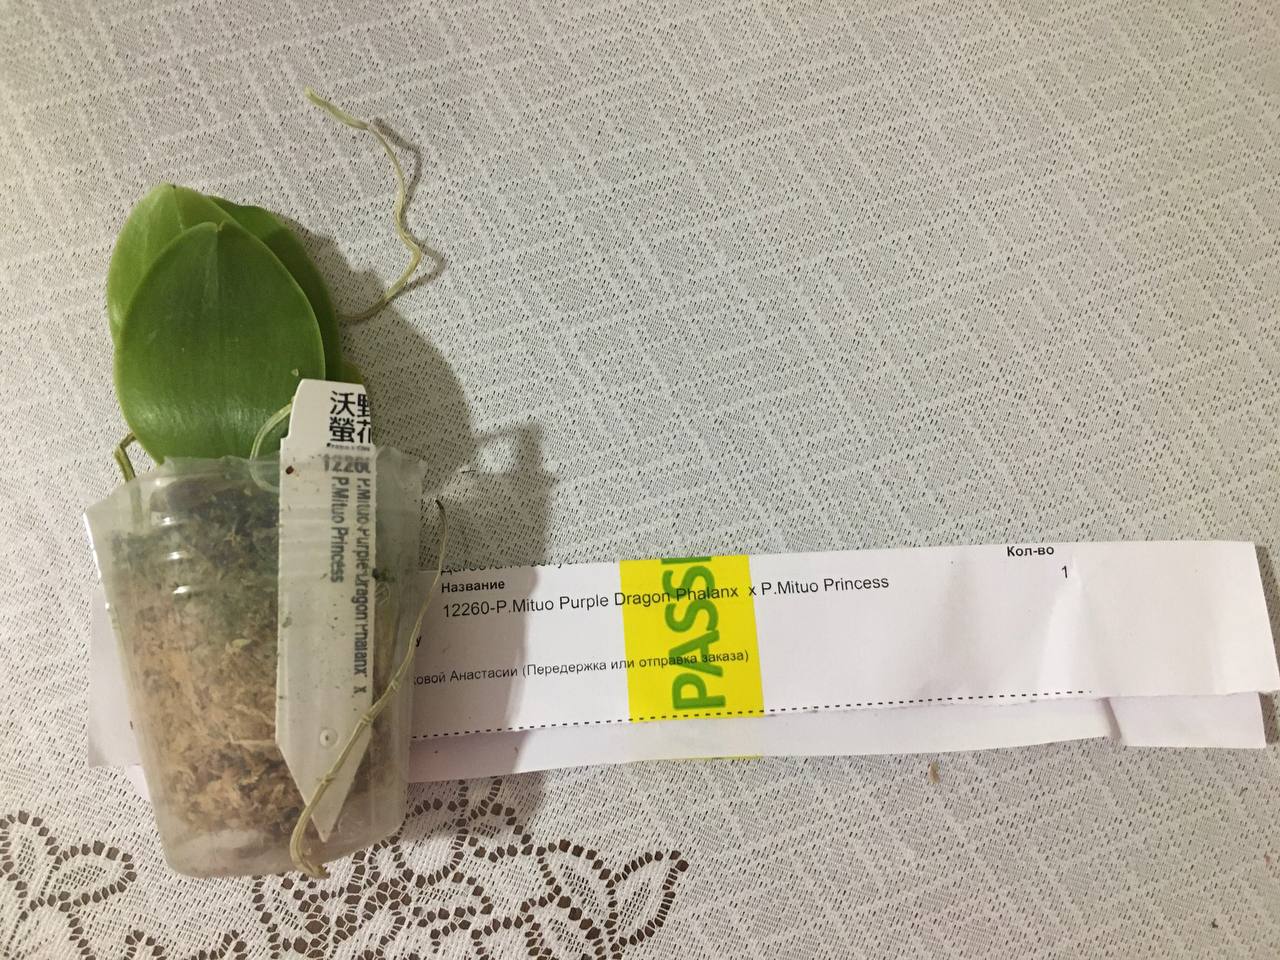 沃野
螢花
1226
P.Mituo Purple Dragon Phalanx x
P.Mituo Princess
Название
Кол-во
12260-P.Mituo Purple Dragon Phalanx x P.Mituo Princess
1
у
ковой Анастасии (Передержка или отправка заказа)
PASS